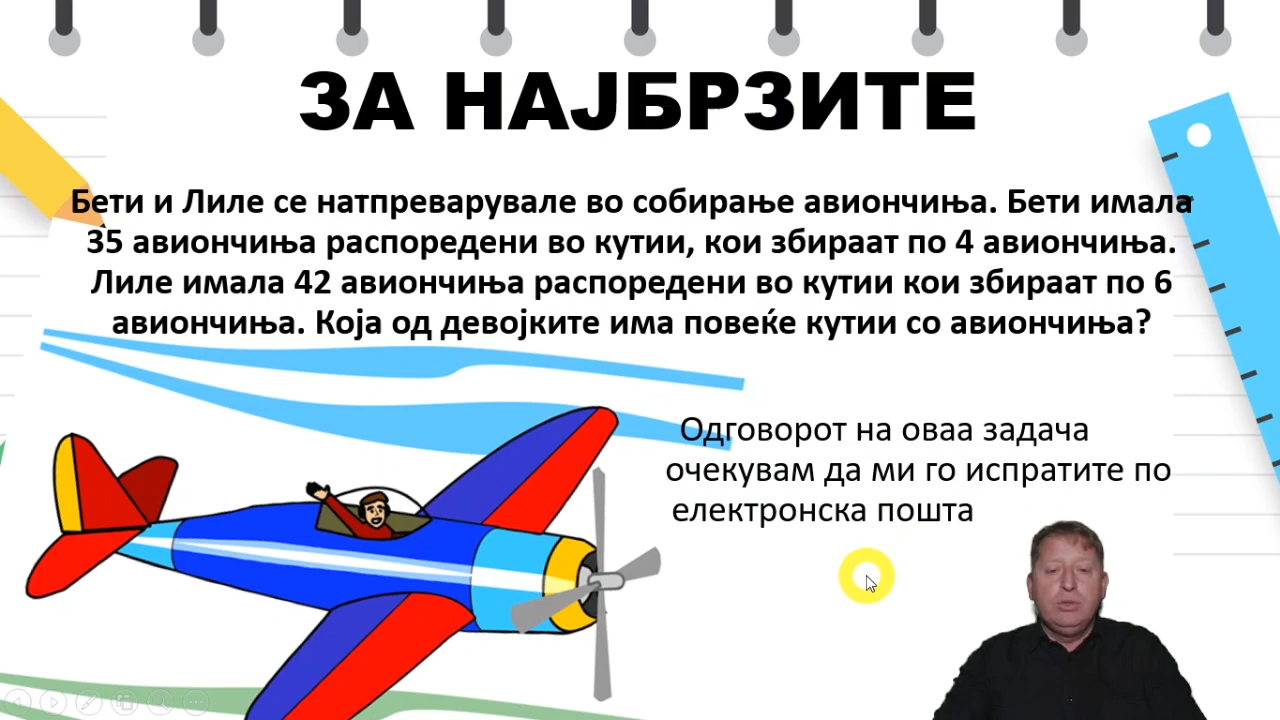 ЗА НАЈБРЗИТЕ
Бети и Лиле се натпреварувале во собирање авиончиња. Бети имала
35 авиончиња распоредени во кутии, кои збираат по 4 авиончиња.
Лиле имала 42 авиончиња распоредени во кутии кои збираат по 6
авиончиња. Која од девојките има повеќе кутии со авиончиња?
Одговорот на оваа задача
очекувам да ми го испратите по
електронска пошта